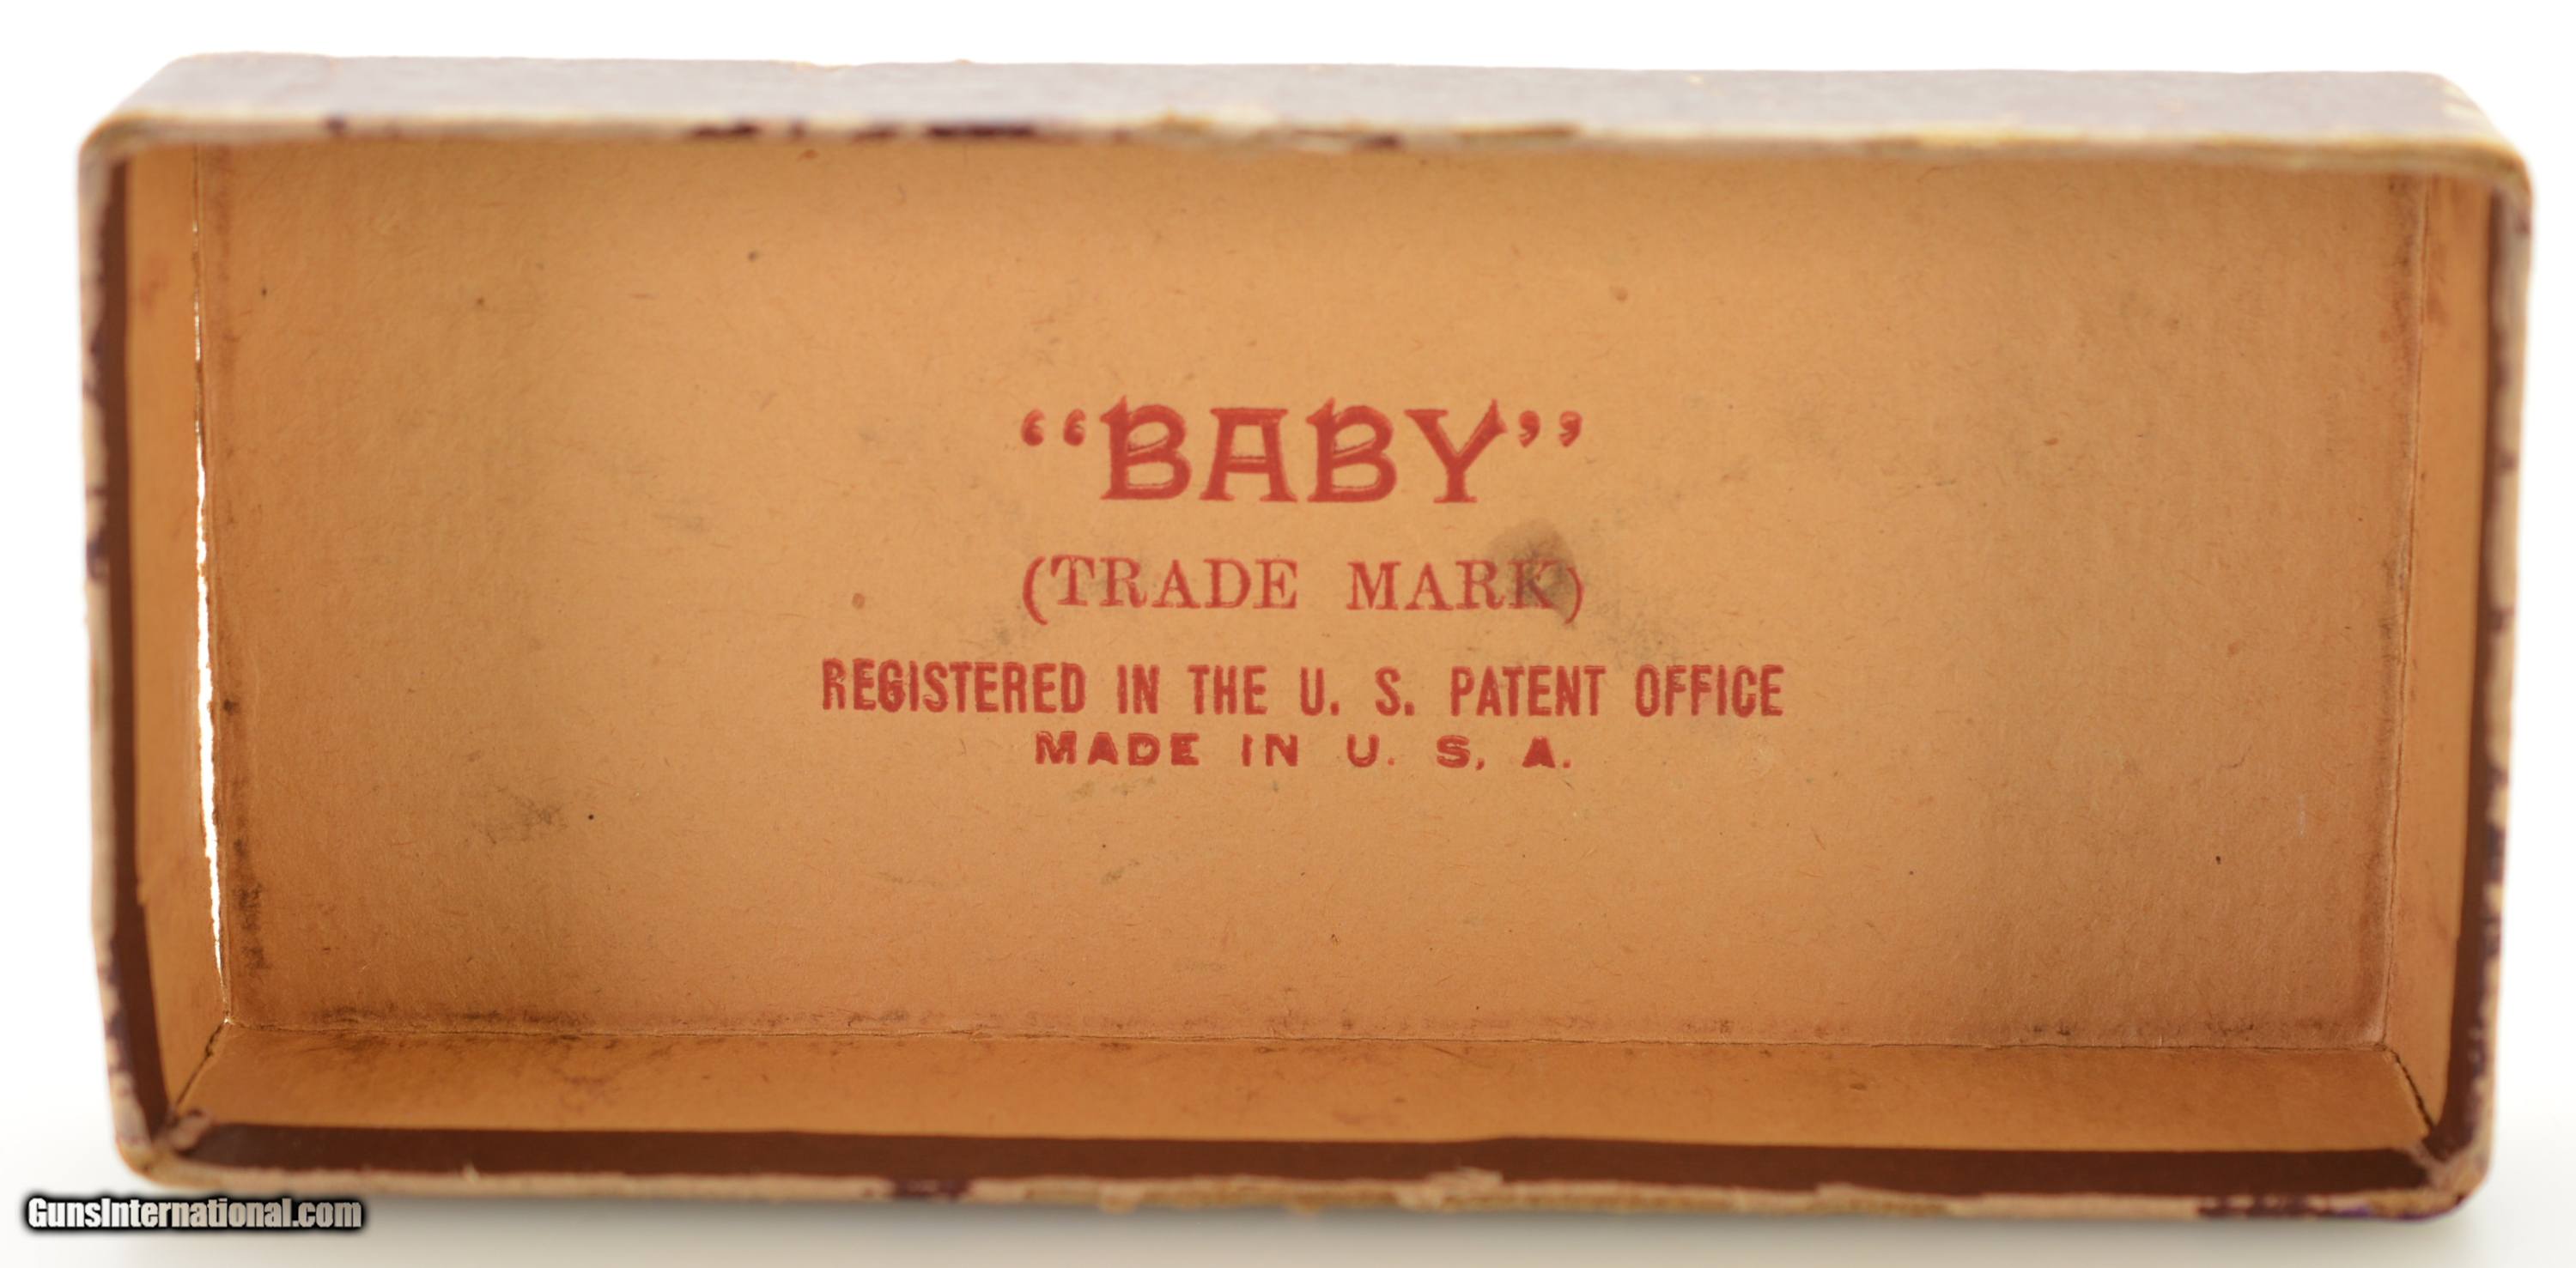 “BABY”
(TRADE MARK)
REGISTERED IN THE U. S. PATENT OFFICE
MADE IN U. S. A.
GunsInternational.com